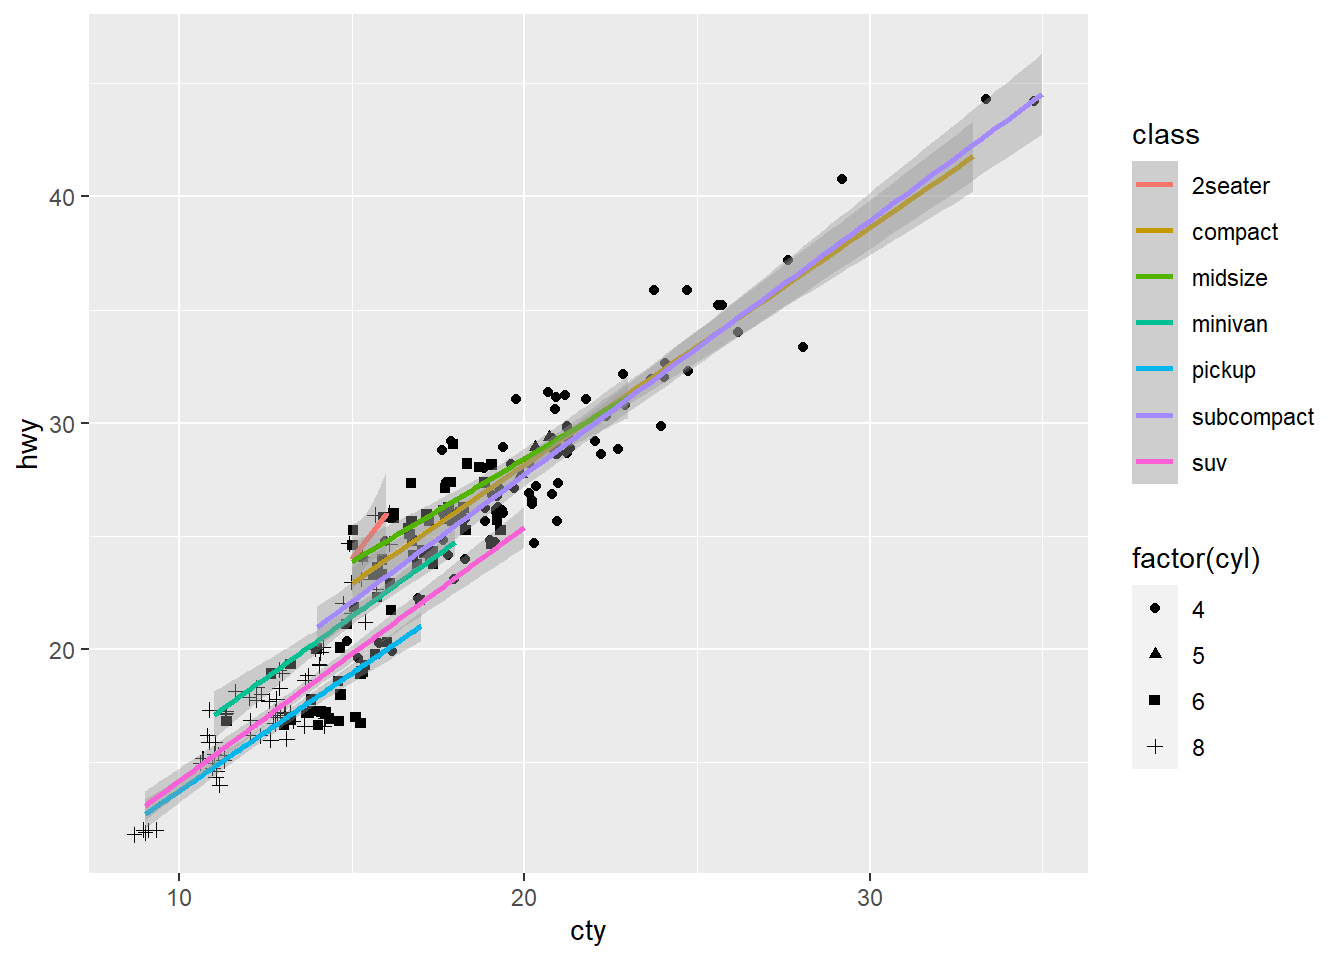 hwy
40
30
20
10
20
30
cty
class
2seater
compact
midsize
minivan
pickup
subcompact
suv
factor(cyl)
4
5
6
8